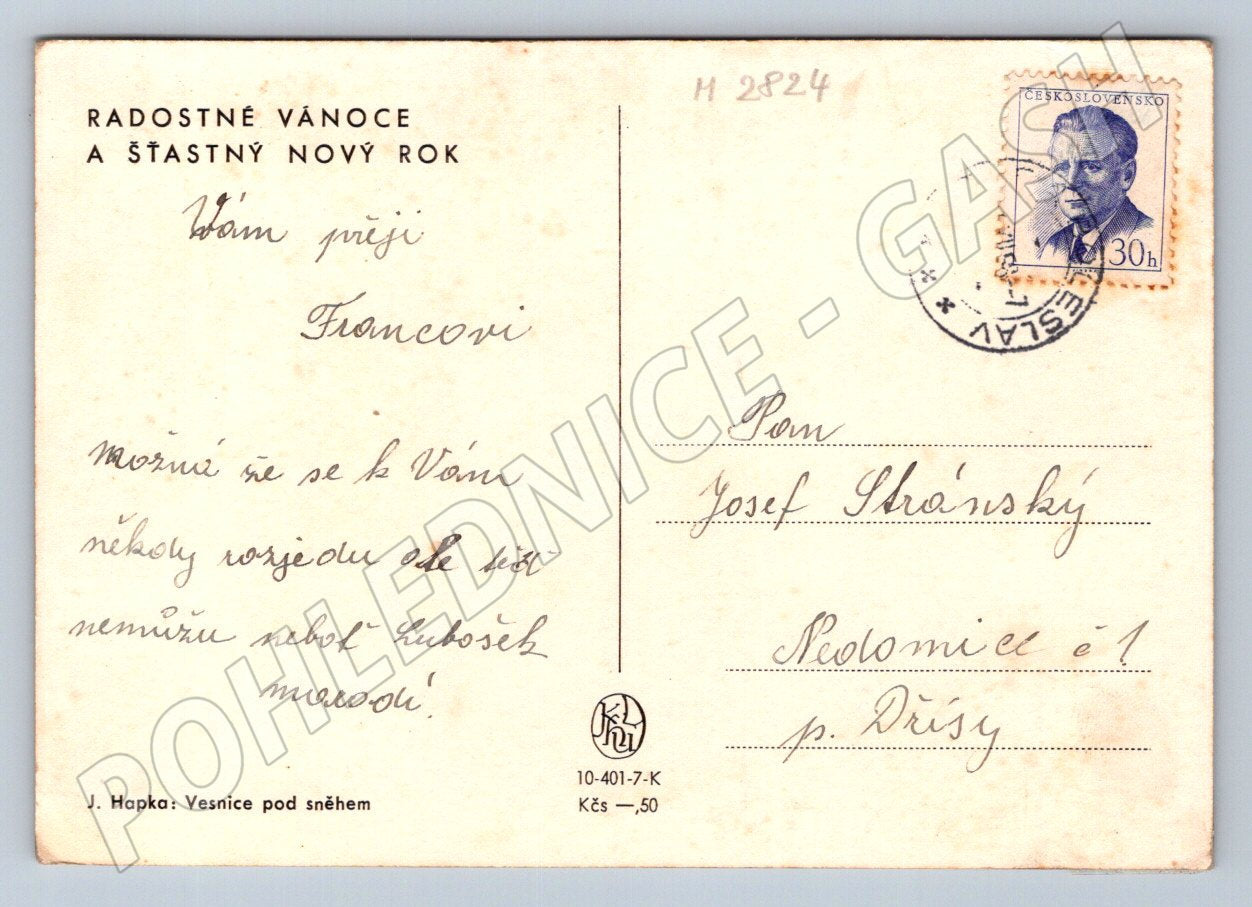 RADOSTNÉ VÁNOCE
A ŠŤASTNÝ NOVÝ ROK
Vám přeji
Francovi
Možná že se k Vám
někdy rozjedu ale teď
nemůžu neboť Lubošek
marodí.
J. Hapka: Vesnice pod sněhem
10-401-7-K
Kčs —,50
M 2824
ČESKOSLOVENSKO
30h
ESLAV
Pan
Josef Stránský
Nedomice č 1
p. Dřísy
POHLEDNICE - GASH